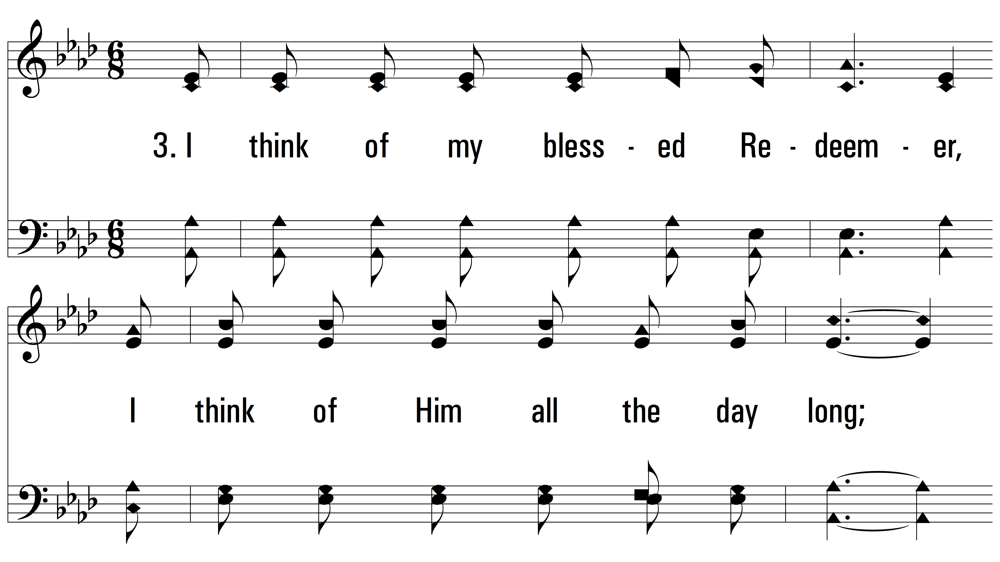 3. I think of my bless - ed Re - deem - er,
I think of Him all the day long;